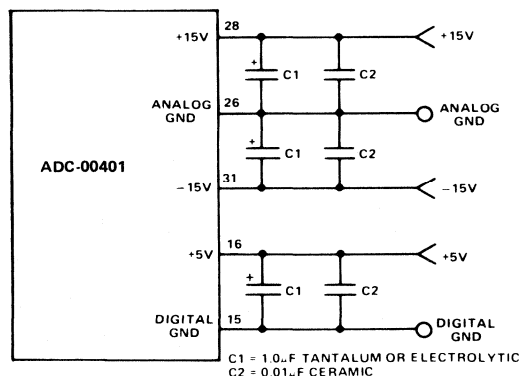 28
+15V
+15V
+
C1
C2
ANALOG
GND
26
ANALOG
GND
ADC-00401
+
C1
C2
31
-15V
-15V
16
+5V
+5V
+
C1
C2
DIGITAL
GND
15
DIGITAL
GND
C1 = 1.0µF TANTALUM OR ELECTROLYTIC
C2 = 0.01µF CERAMIC